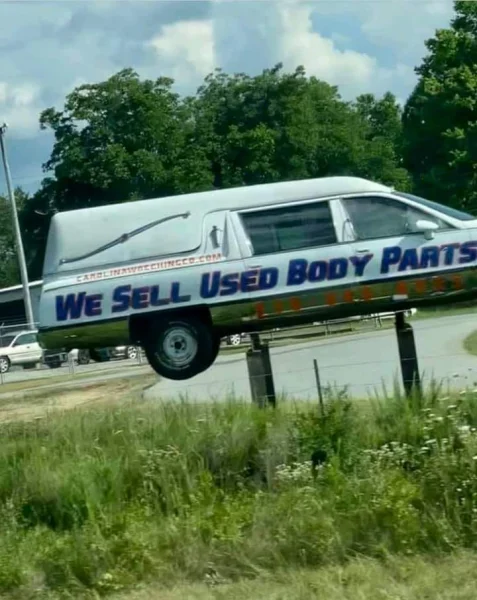 CAROLINAWRECKINGCO.COM
WE SELL USED BODY PARTS